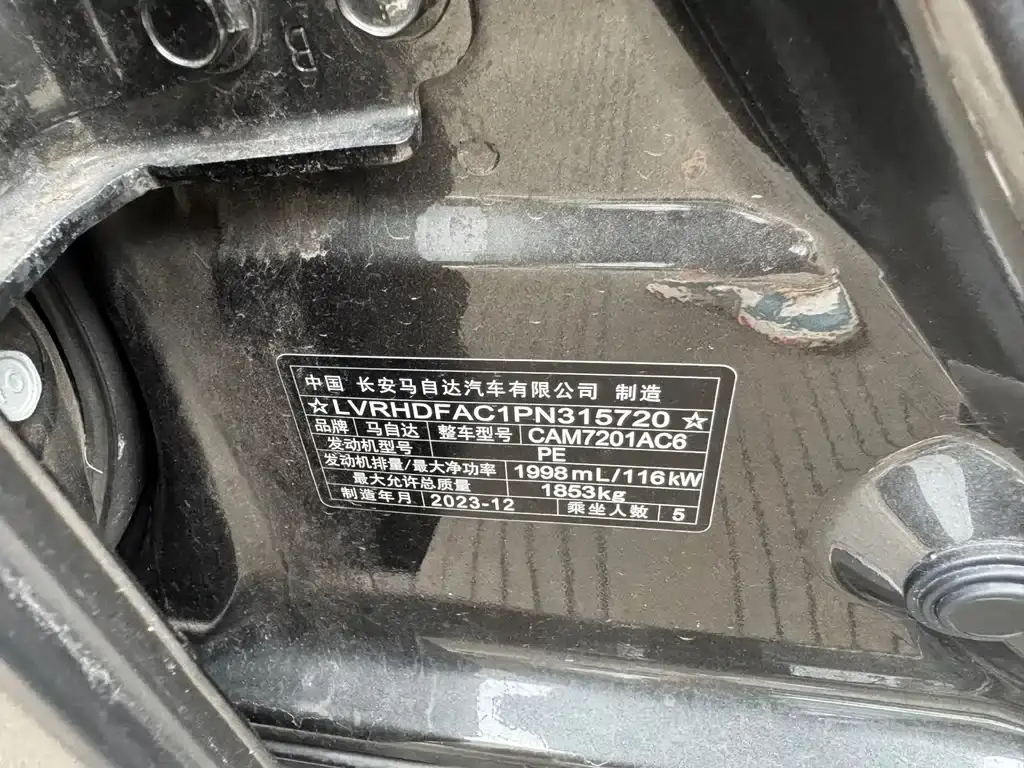 中国 长安马自达汽车有限公司 制造
☆LVRHDFAC1PN315720☆
品牌 马自达 整车型号 CAM7201AC6
发动机型号 PE
发动机排量/最大净功率 1998mL/116kW
最大允许总质量 1853kg
制造年月 2023-12 乘坐人数 5